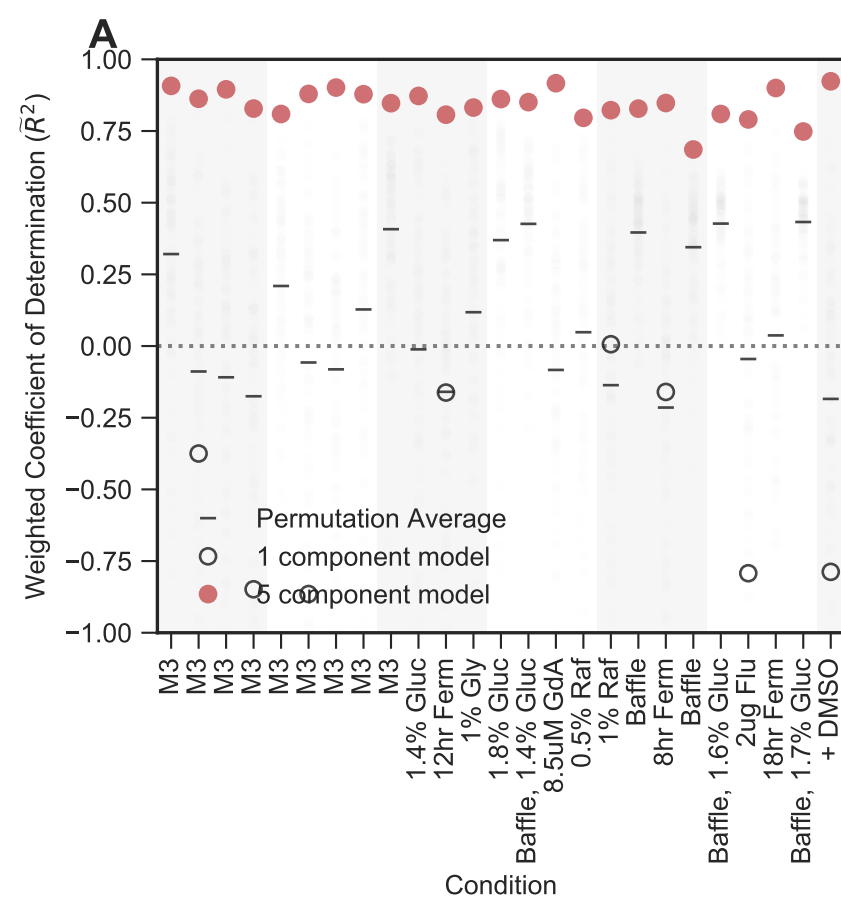 A
Weighted Coefficient of Determination (R̃²)
1.00
0.75
0.50
0.25
0.00
−0.25
−0.50
−0.75
−1.00
Permutation Average
1 component model
5 component model
M3
M3
M3
M3
M3
M3
M3
M3
M3
1.4% Gluc
12hr Ferm
1% Gly
1.8% Gluc
Baffle, 1.4% Gluc
8.5uM GdA
0.5% Raf
1% Raf
Baffle
8hr Ferm
Baffle
Baffle, 1.6% Gluc
2ug Flu
18hr Ferm
Baffle, 1.7% Gluc
+ DMSO
Condition